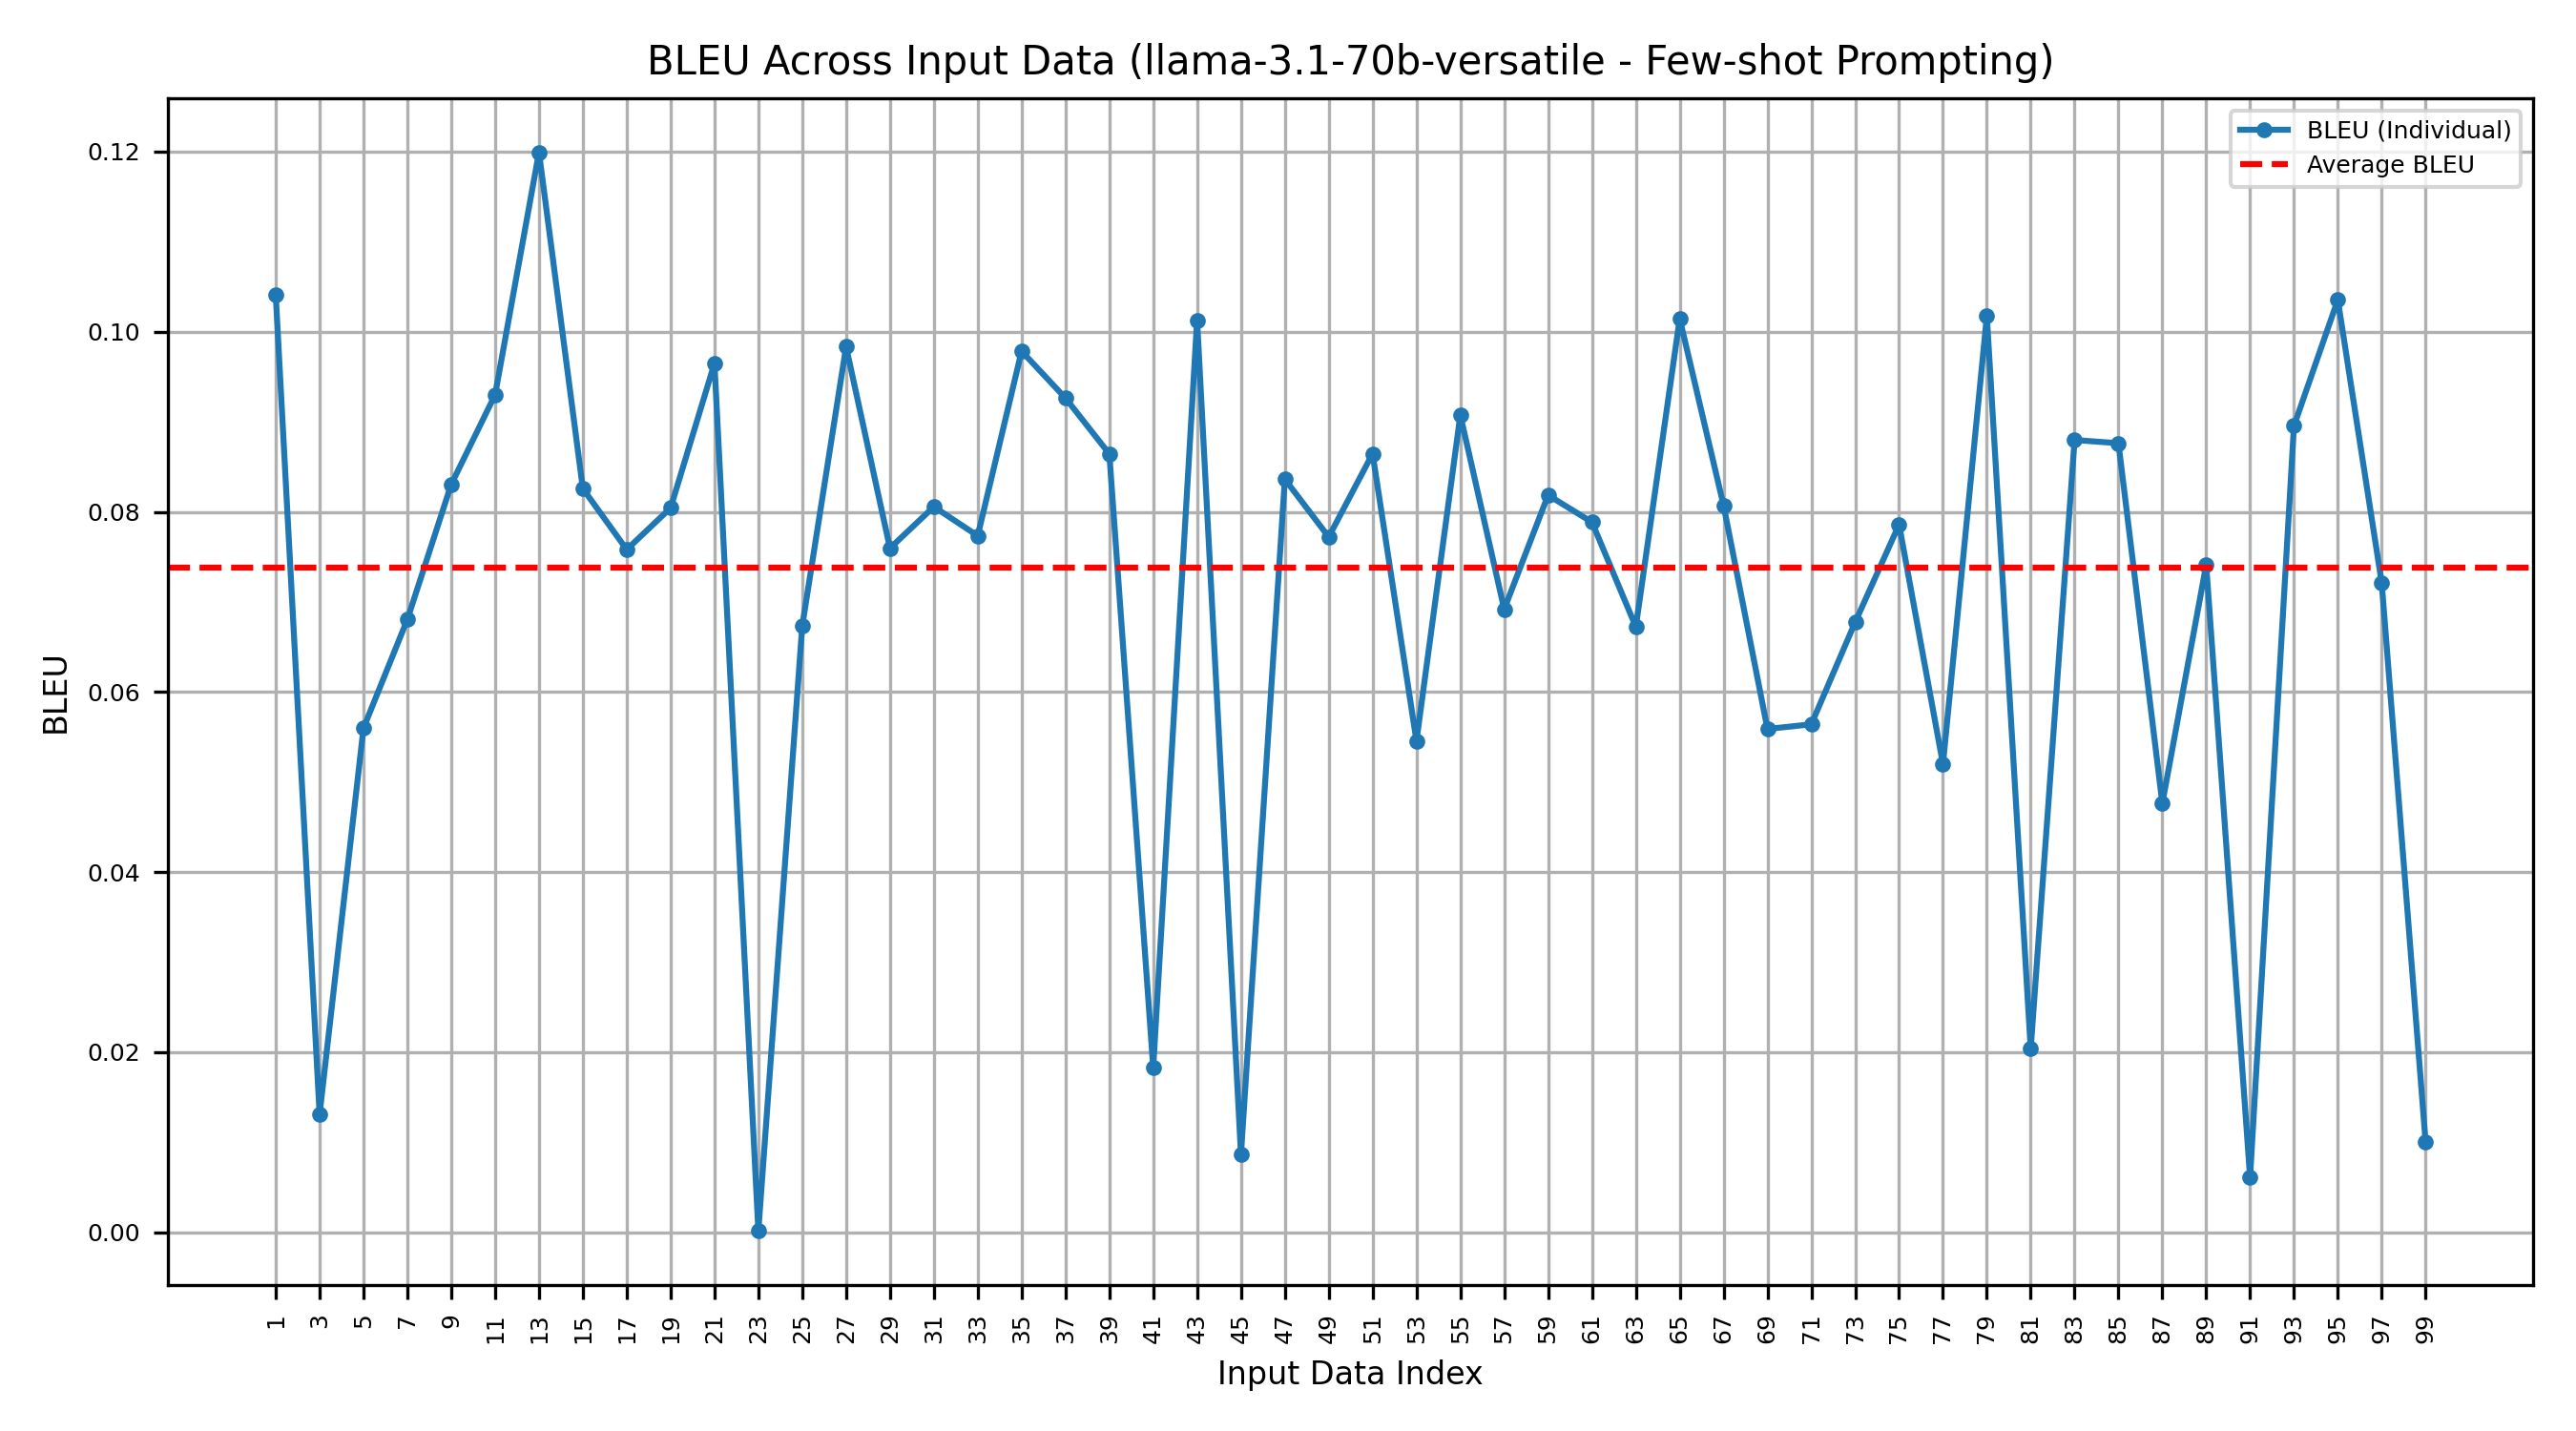 BLEU Across Input Data (llama-3.1-70b-versatile - Few-shot Prompting)
BLEU (Individual)
Average BLEU
0.12
0.10
0.08
0.06
0.04
0.02
0.00
BLEU
1 3 5 7 9 11 13 15 17 19 21 23 25 27 29 31 33 35 37 39 41 43 45 47 49 51 53 55 57 59 61 63 65 67 69 71 73 75 77 79 81 83 85 87 89 91 93 95 97 99
Input Data Index